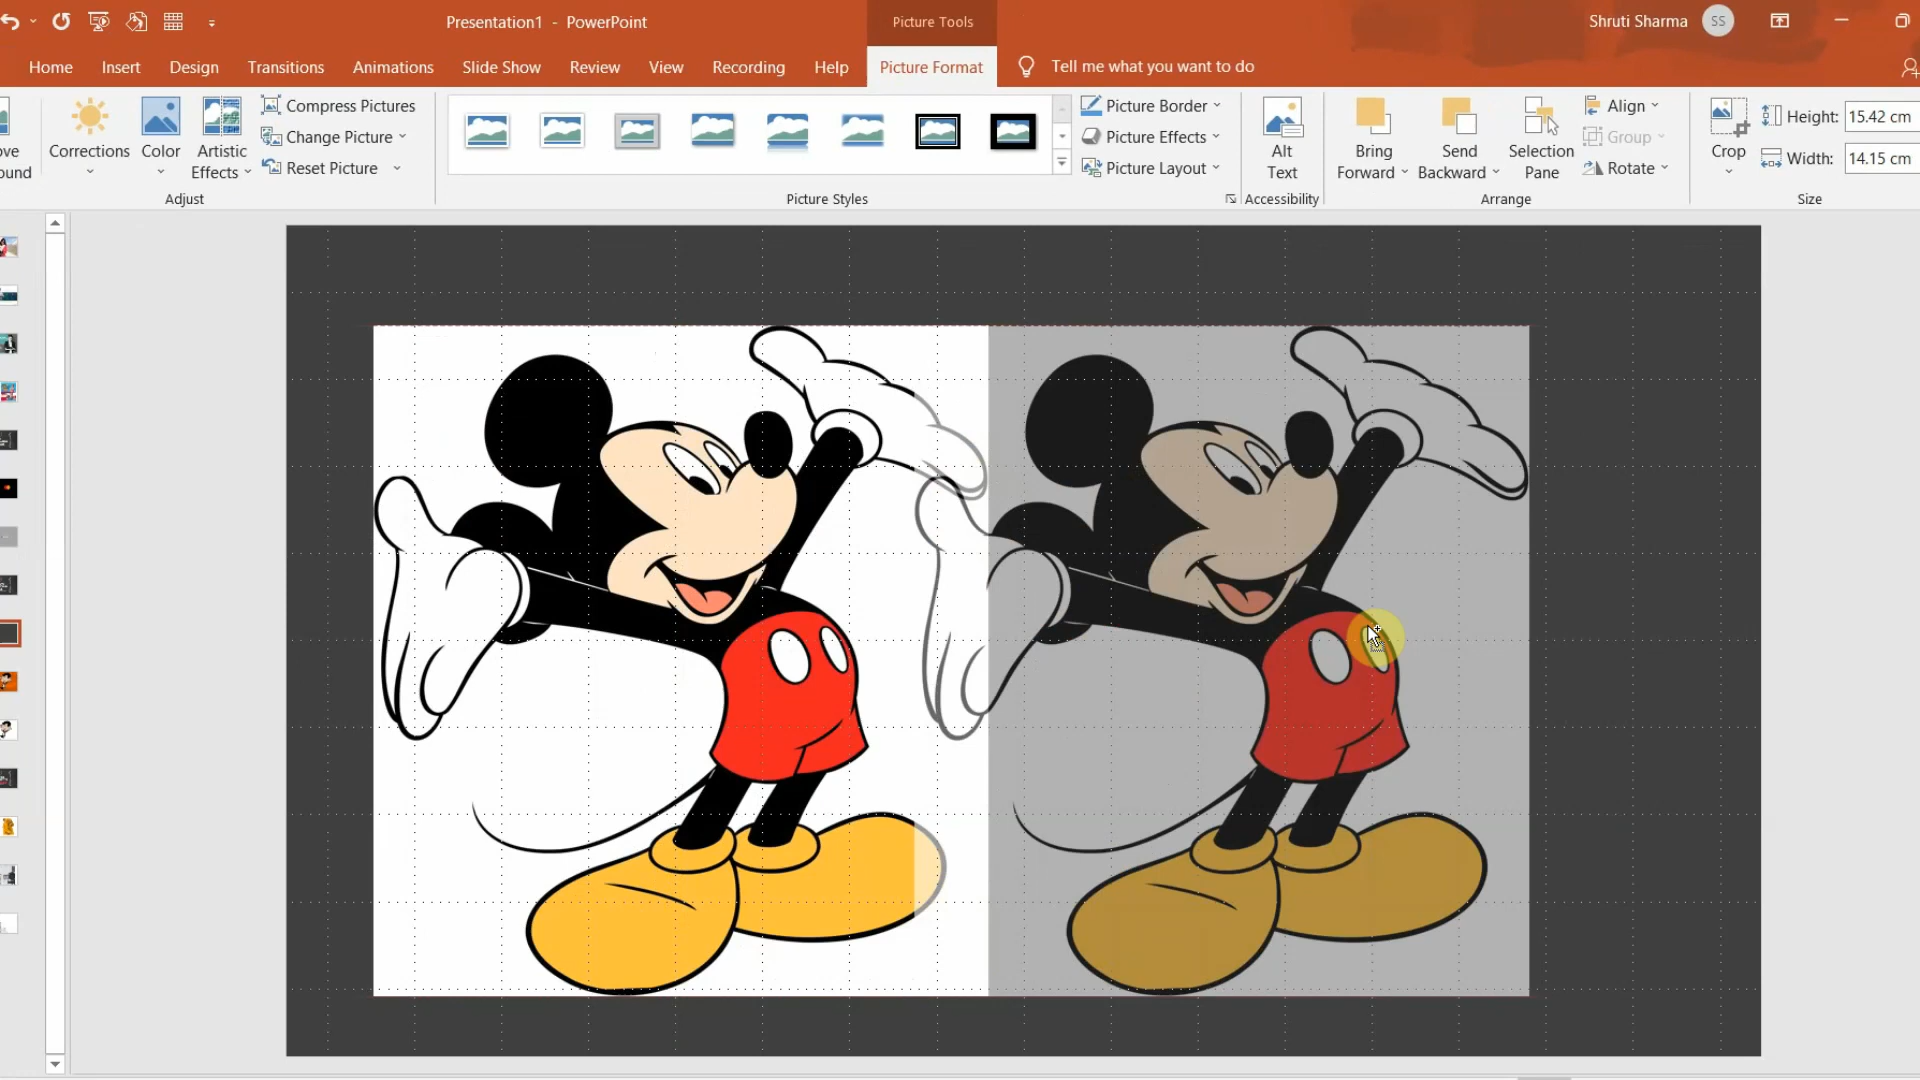 Presentation1 - PowerPoint
Picture Tools
Shruti Sharma SS
Home Insert Design Transitions Animations Slide Show Review View Recording Help Picture Format Tell me what you want to do
Corrections
Color
Artistic
Effects
Compress Pictures
Change Picture
Reset Picture
Adjust
Picture Styles
Picture Border
Picture Effects
Picture Layout
Alt
Text
Accessibility
Bring
Forward
Send
Backward
Selection
Pane
Align
Group
Rotate
Arrange
Crop
Height: 15.42 cm
Width: 14.15 cm
Size